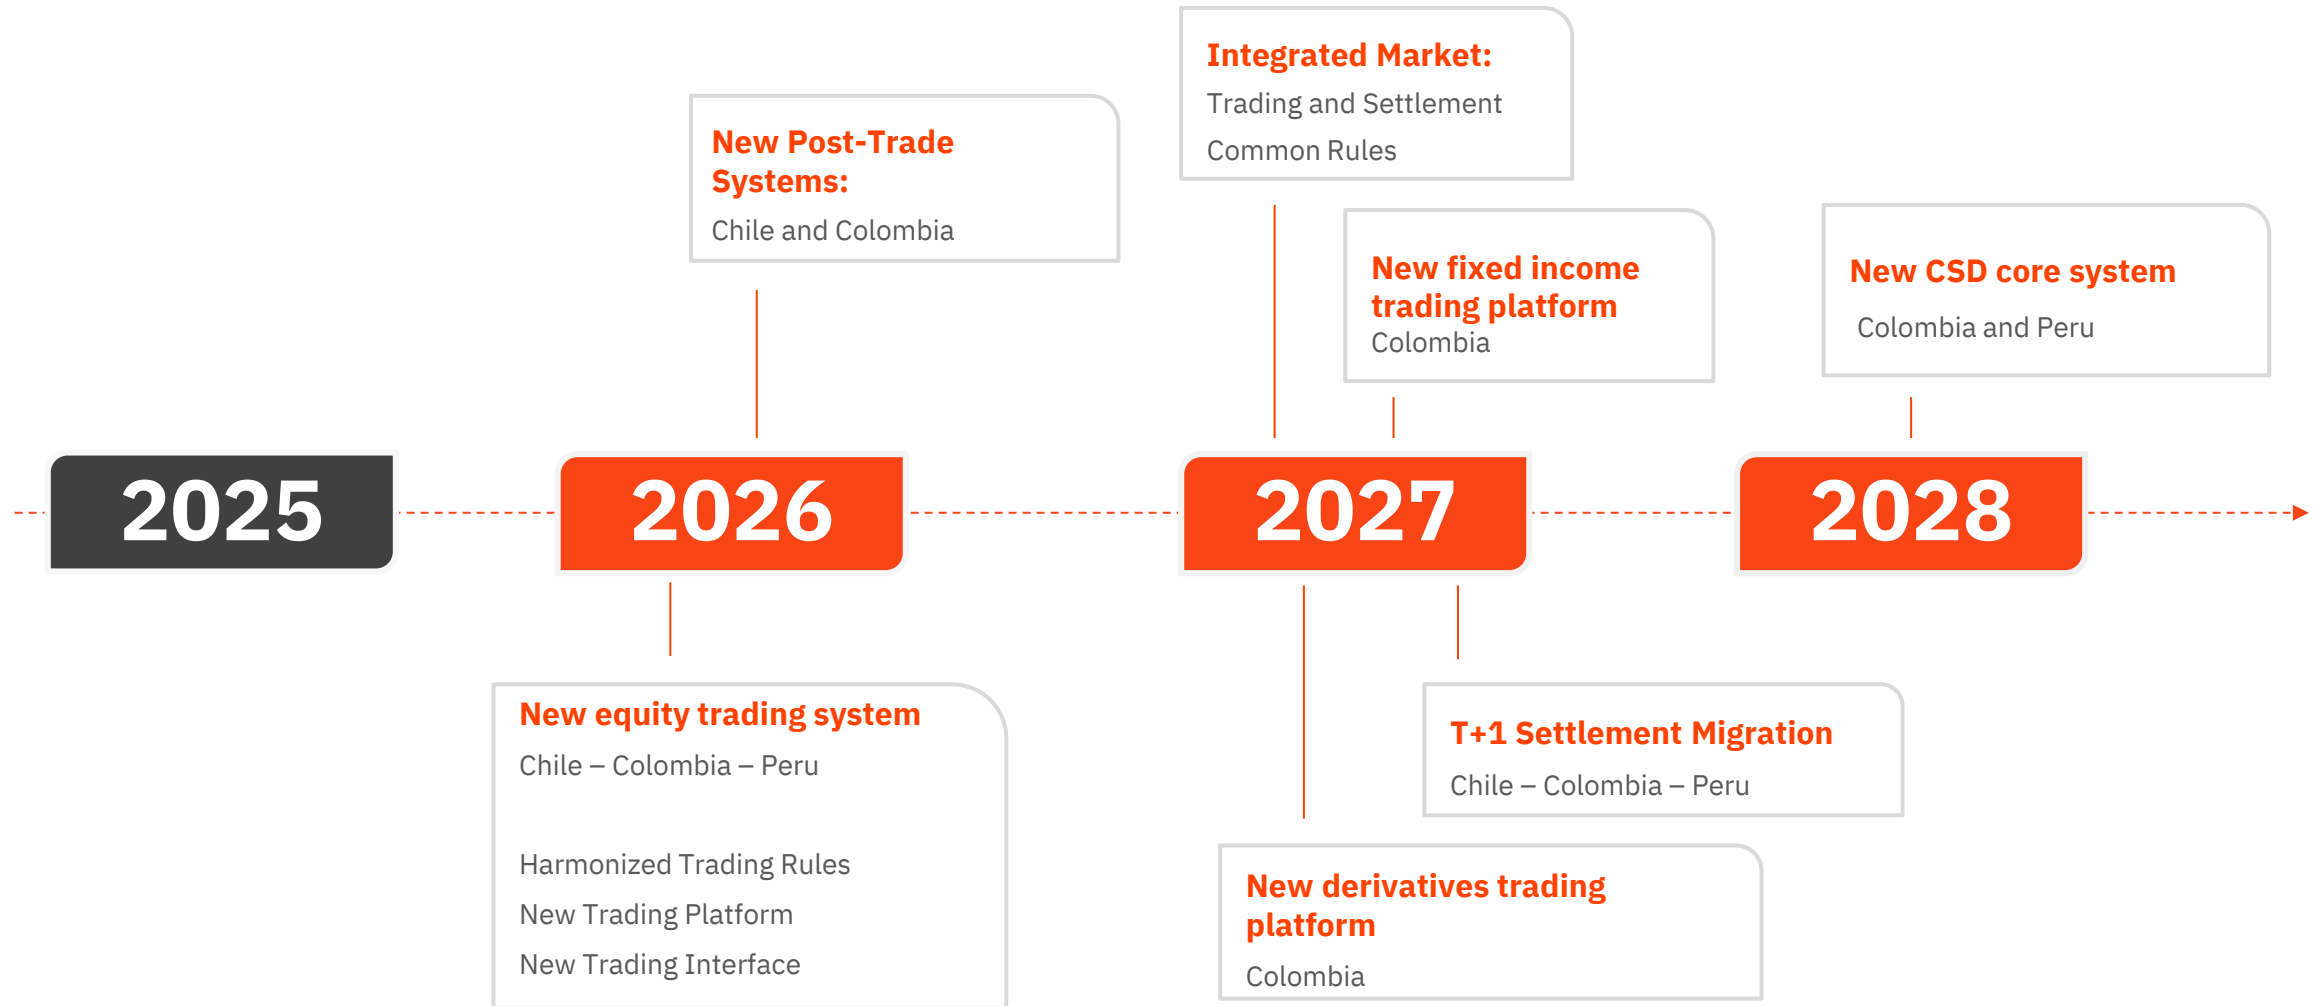 Integrated Market:
Trading and Settlement
Common Rules
New Post-Trade
Systems:
Chile and Colombia
New fixed income
trading platform
Colombia
New CSD core system
Colombia and Peru
2025
2026
2027
2028
New equity trading system
Chile – Colombia – Peru
Harmonized Trading Rules
New Trading Platform
New Trading Interface
T+1 Settlement Migration
Chile – Colombia – Peru
New derivatives trading
platform
Colombia